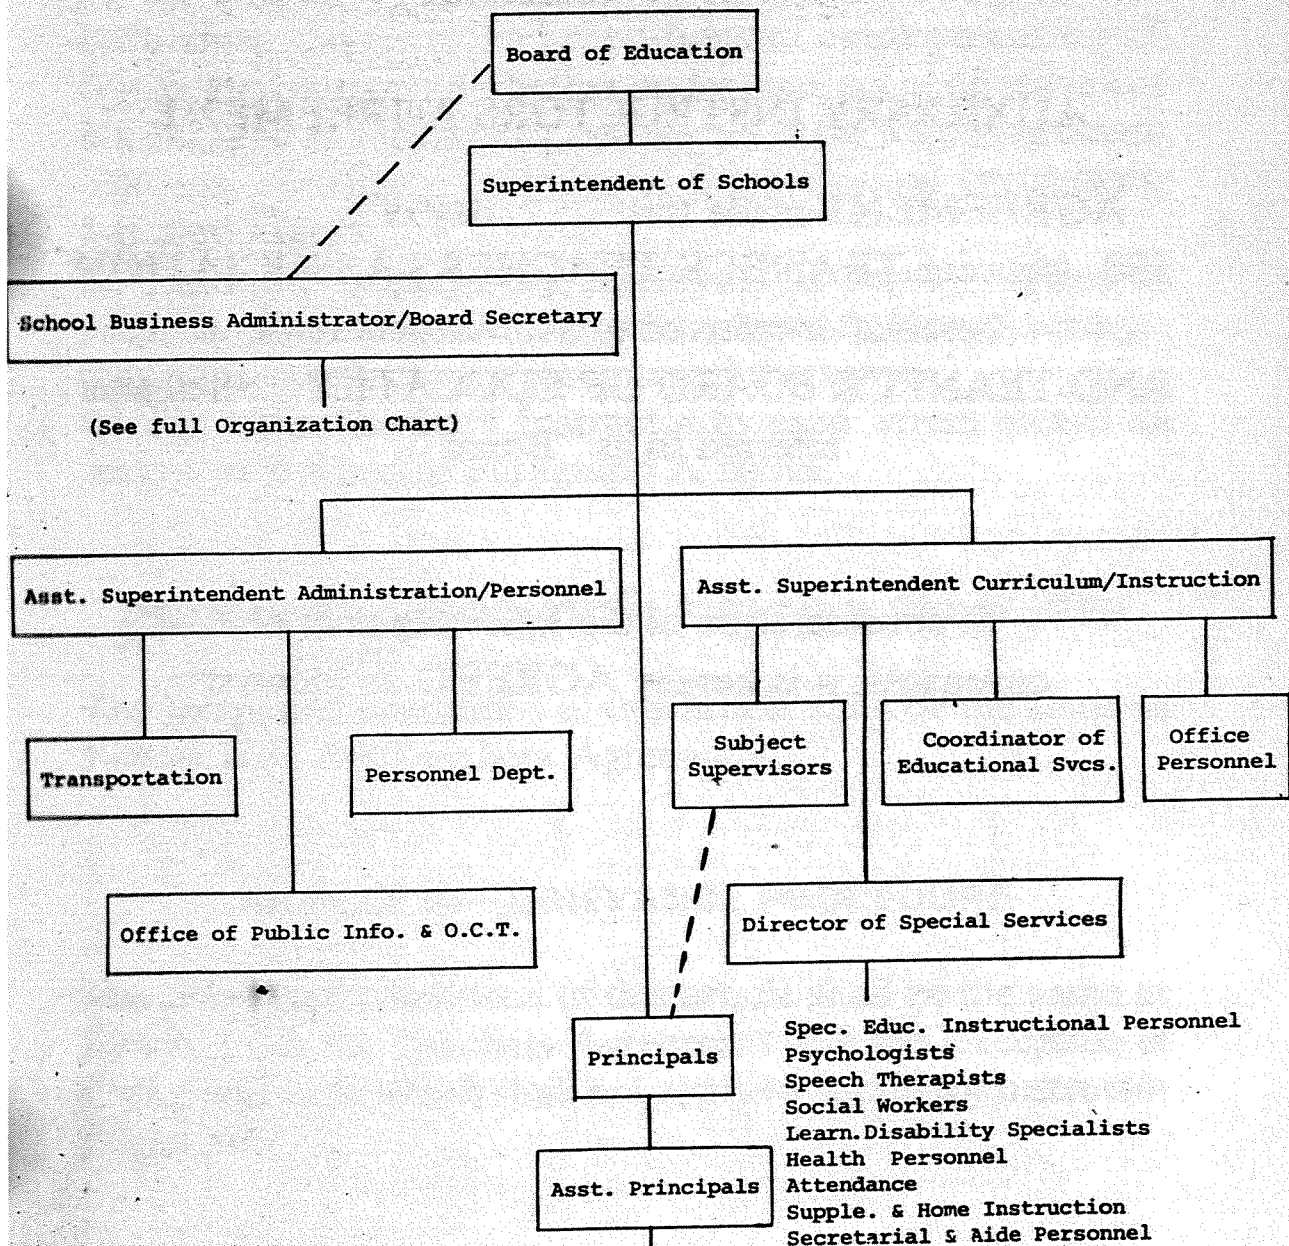 Board of Education
Superintendent of Schools
School Business Administrator/Board Secretary
(See full Organization Chart)
Asst. Superintendent Administration/Personnel
Asst. Superintendent Curriculum/Instruction
Transportation
Personnel Dept.
Subject
Supervisors
Coordinator of
Educational Svcs.
Office
Personnel
Office of Public Info. & O.C.T.
Director of Special Services
Principals
Asst. Principals
Spec. Educ. Instructional Personnel
Psychologists
Speech Therapists
Social Workers
Learn.Disability Specialists
Health Personnel
Attendance
Supple. & Home Instruction
Secretarial & Aide Personnel